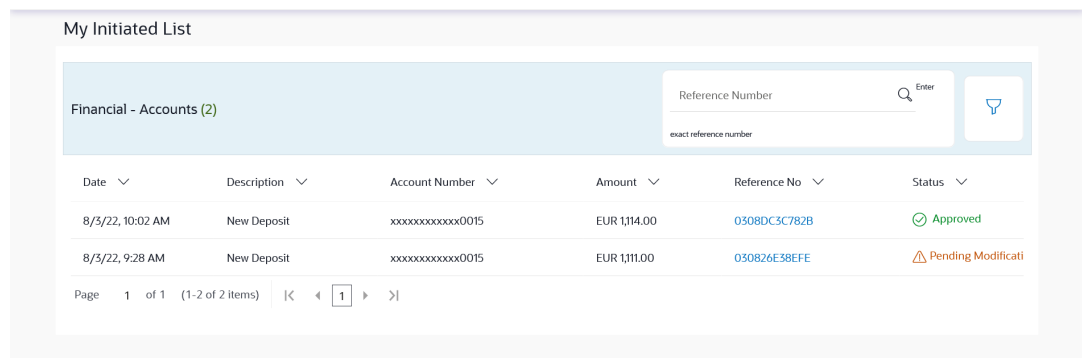 My Initiated List
Financial - Accounts (2)
Reference Number
Enter
exact reference number
Date Description Account Number Amount Reference No Status
8/3/22, 10:02 AM New Deposit xxxxxxxxxxxx0015 EUR 1,114.00 0308DC3C782B Approved
8/3/22, 9:28 AM New Deposit xxxxxxxxxxxx0015 EUR 1,111.00 030826E38EFE Pending Modificati
Page 1 of 1 (1-2 of 2 items) 1